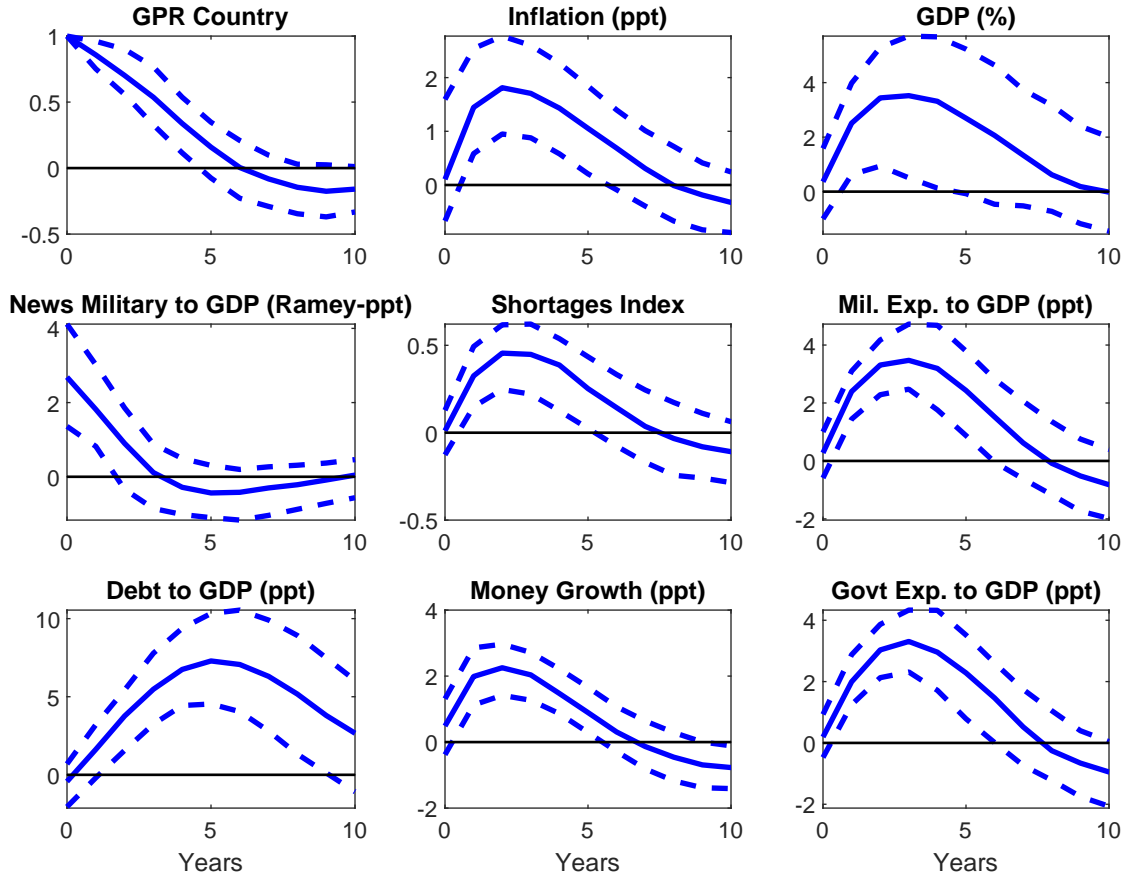 GPR Country
1
0.5
0
-0.5
0 5 10
Inflation (ppt)
2
1
0
0 5 10
GDP (%)
4
2
0
0 5 10
News Military to GDP (Ramey-ppt)
4
2
0
0 5 10
Shortages Index
0.5
0
-0.5
0 5 10
Mil. Exp. to GDP (ppt)
4
2
0
-2
0 5 10
Debt to GDP (ppt)
10
5
0
0 5 10
Years
Money Growth (ppt)
4
2
0
-2
0 5 10
Years
Govt Exp. to GDP (ppt)
4
2
0
-2
0 5 10
Years